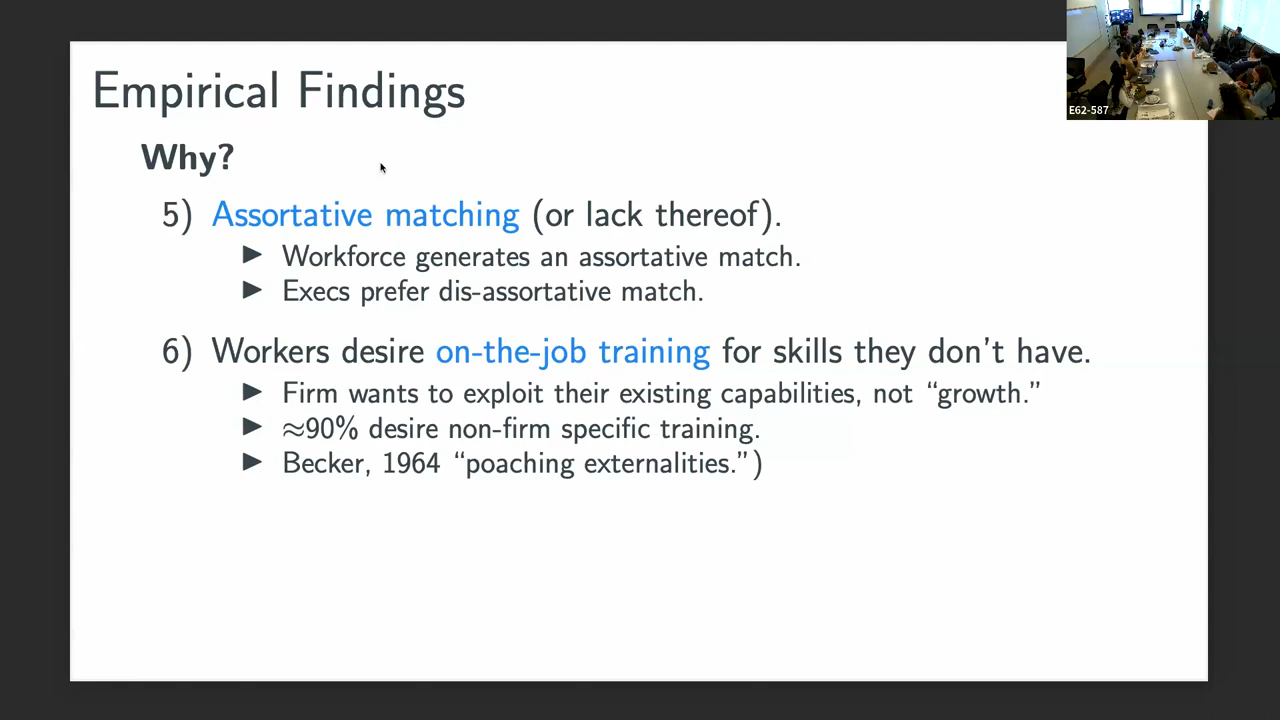 Empirical Findings
Why?
5) Assortative matching (or lack thereof).
▶ Workforce generates an assortative match.
▶ Execs prefer dis-assortative match.
6) Workers desire on-the-job training for skills they don't have.
▶ Firm wants to exploit their existing capabilities, not “growth.”
▶ ≈90% desire non-firm specific training.
▶ Becker, 1964 “poaching externalities.”)
E62-587